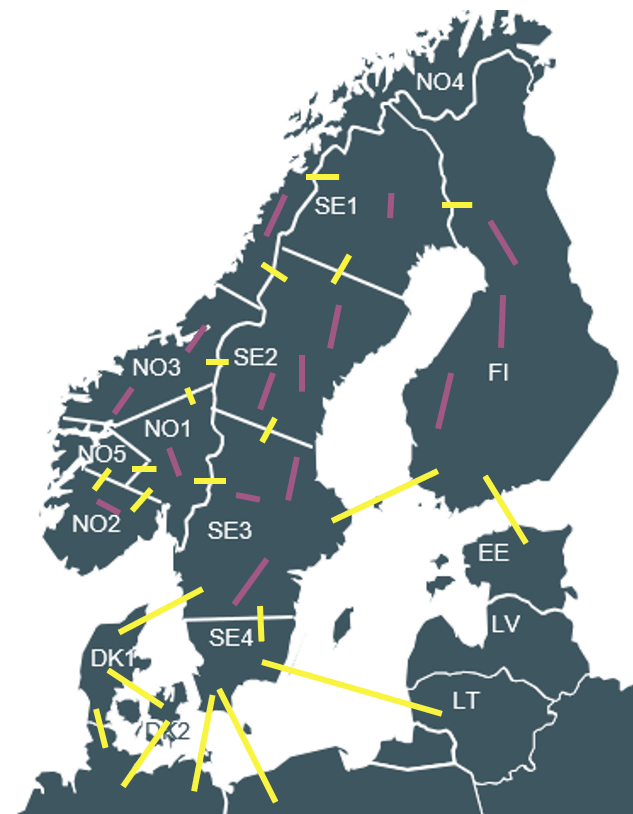 NO4
SE1
NO3
SE2
FI
NO1
NO5
NO2
SE3
EE
LV
SE4
DK1
LT
DK2